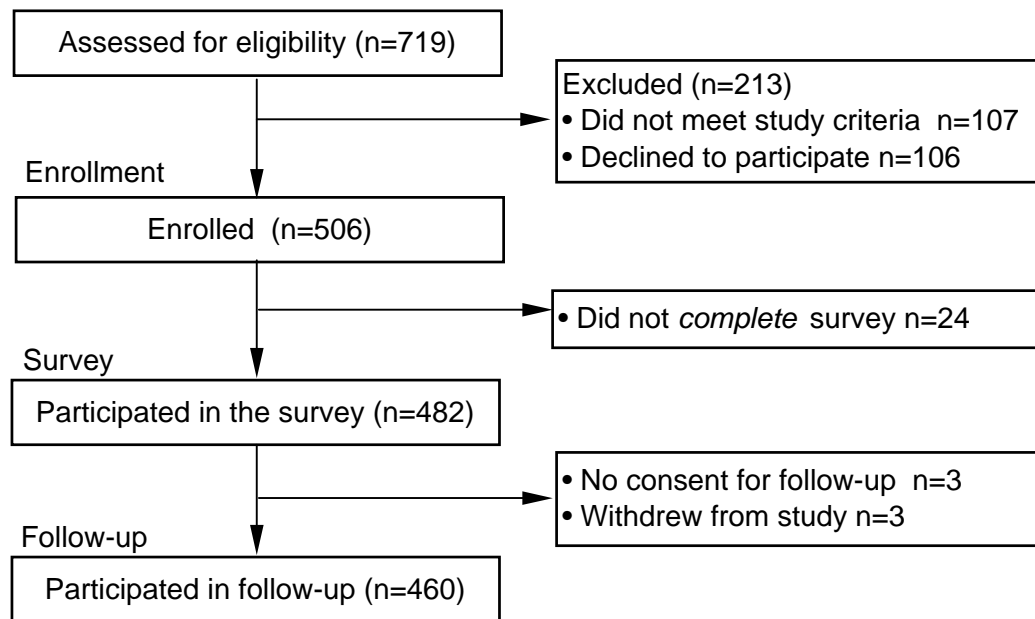 Assessed for eligibility (n=719)
Excluded (n=213)
• Did not meet study criteria n=107
• Declined to participate n=106
Enrollment
Enrolled (n=506)
• Did not complete survey n=24
Survey
Participated in the survey (n=482)
• No consent for follow-up n=3
• Withdrew from study n=3
Follow-up
Participated in follow-up (n=460)